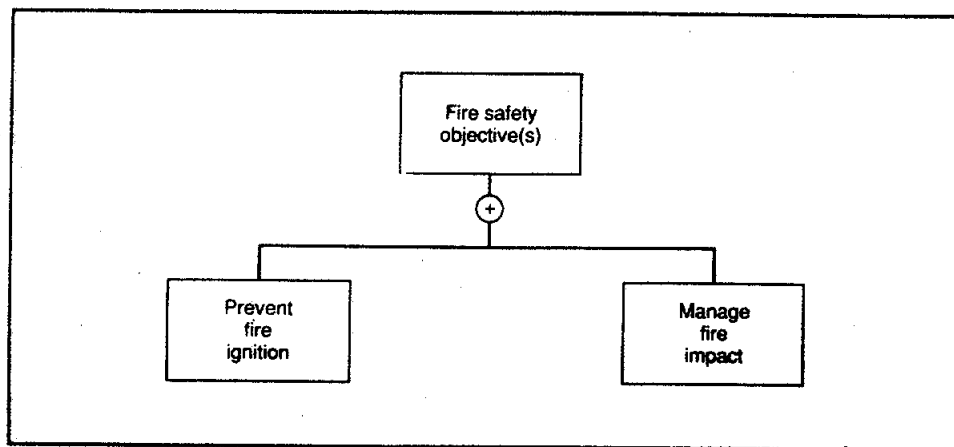 Fire safety
objective(s)
+
Prevent
fire
ignition
Manage
fire
impact